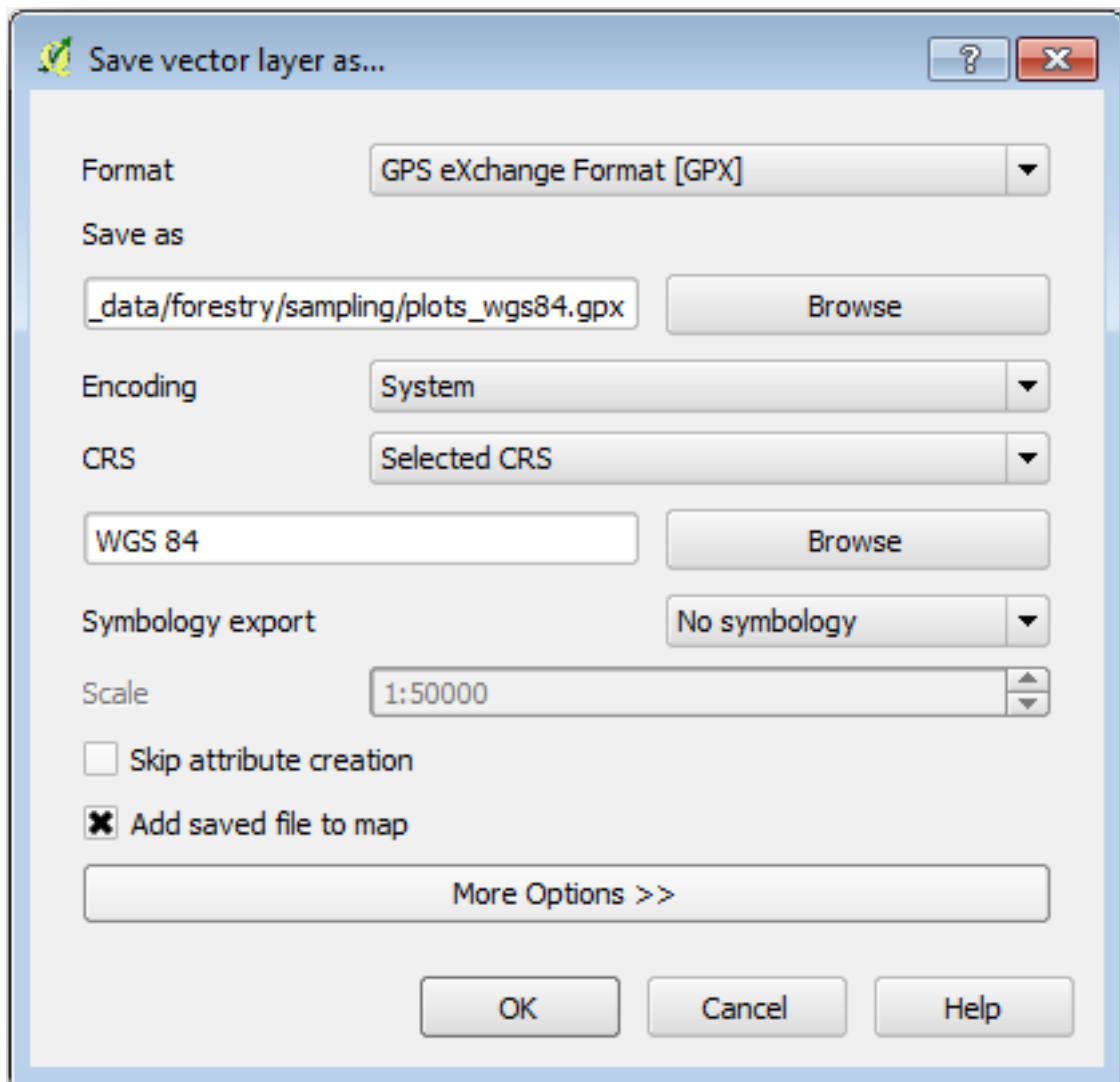 Save vector layer as...
?
Format GPS eXchange Format [GPX]
Save as
_data/forestry/sampling/plots_wgs84.gpx Browse
Encoding System
CRS Selected CRS
WGS 84 Browse
Symbology export No symbology
Scale 1:50000
Skip attribute creation
Add saved file to map
More Options >>
OK Cancel Help